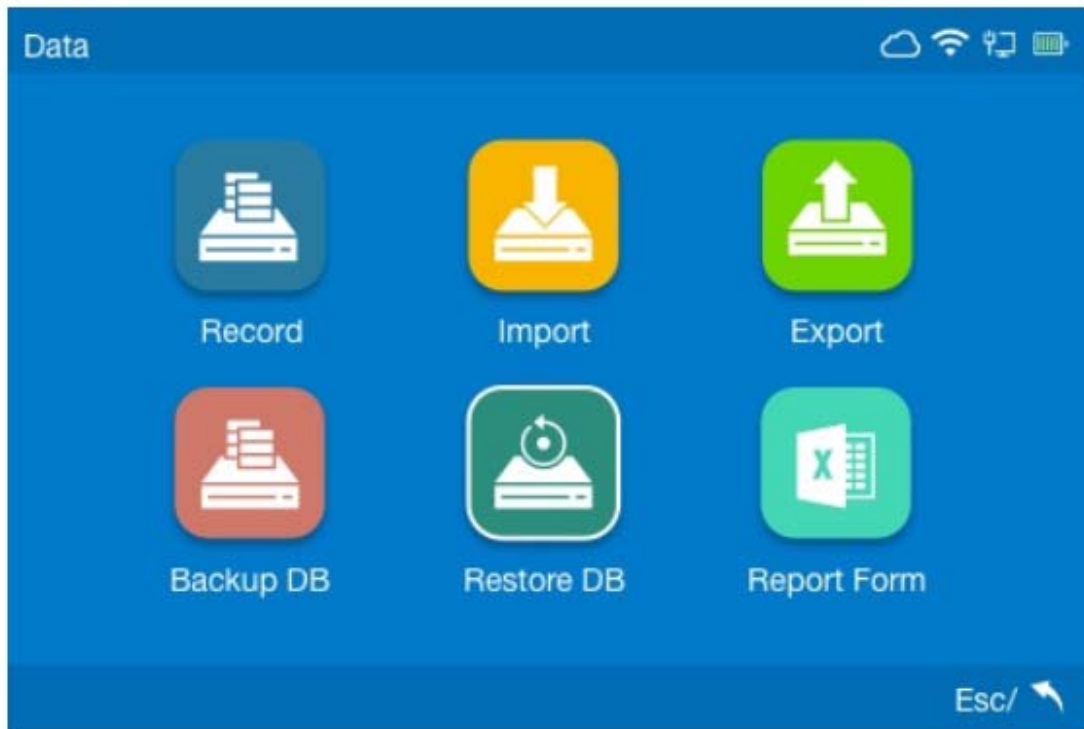 Data
Record
Import
Export
Backup DB
Restore DB
X
Report Form
Esc/